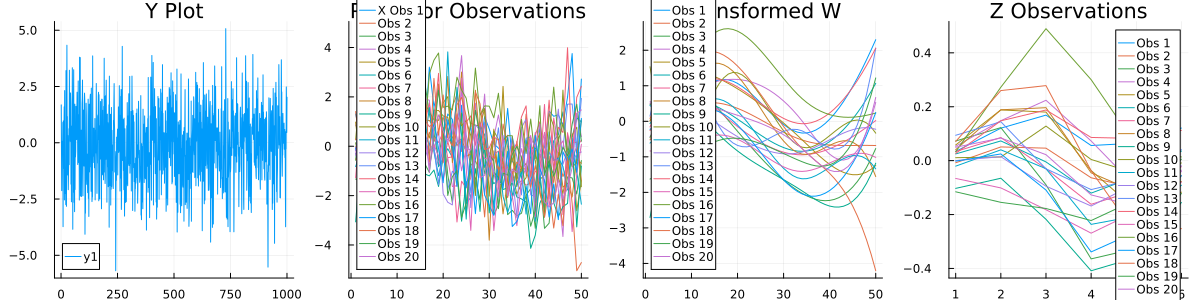 Y Plot
5.0
2.5
0.0
−2.5
−5.0
y1
0 250 500 750 1000
or Observations
4
2
0
−2
−4
X Obs 1
Obs 2
Obs 3
Obs 4
Obs 5
Obs 6
Obs 7
Obs 8
Obs 9
Obs 10
Obs 11
Obs 12
Obs 13
Obs 14
Obs 15
Obs 16
Obs 17
Obs 18
Obs 19
Obs 20
0 10 20 30 40 50
nsformed W
2
1
0
−1
−2
−3
−4
Obs 1
Obs 2
Obs 3
Obs 4
Obs 5
Obs 6
Obs 7
Obs 8
Obs 9
Obs 10
Obs 11
Obs 12
Obs 13
Obs 14
Obs 15
Obs 16
Obs 17
Obs 18
Obs 19
Obs 20
0 10 20 30 40 50
Z Observations
0.4
0.2
0.0
−0.2
−0.4
Obs 1
Obs 2
Obs 3
Obs 4
Obs 5
Obs 6
Obs 7
Obs 8
Obs 9
Obs 10
Obs 11
Obs 12
Obs 13
Obs 14
Obs 15
Obs 16
Obs 17
Obs 18
Obs 19
Obs 20
1 2 3 4